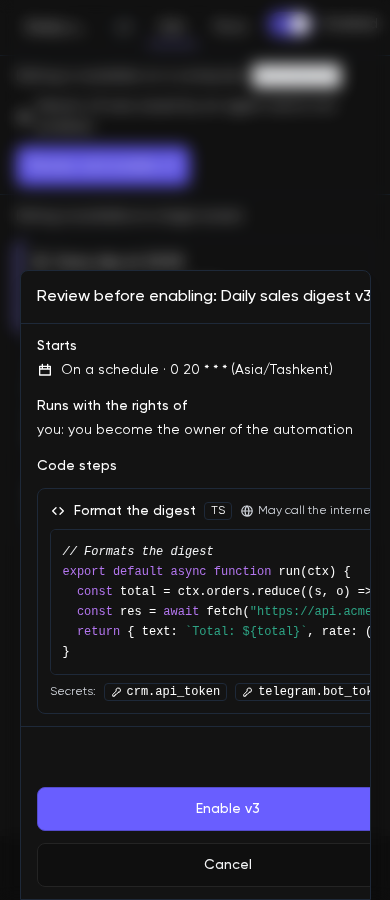 Review before enabling: Daily sales digest v3
Starts
On a schedule · 0 20 * * * (Asia/Tashkent)
Runs with the rights of
you: you become the owner of the automation
Code steps
Format the digest TS May call the interne
// Formats the digest
export default async function run(ctx) {
const total = ctx.orders.reduce((s, o) =>
const res = await fetch("https://api.acme
return { text: `Total: ${total}`, rate: (
}
Secrets: crm.api_token telegram.bot_tok
Enable v3
Cancel